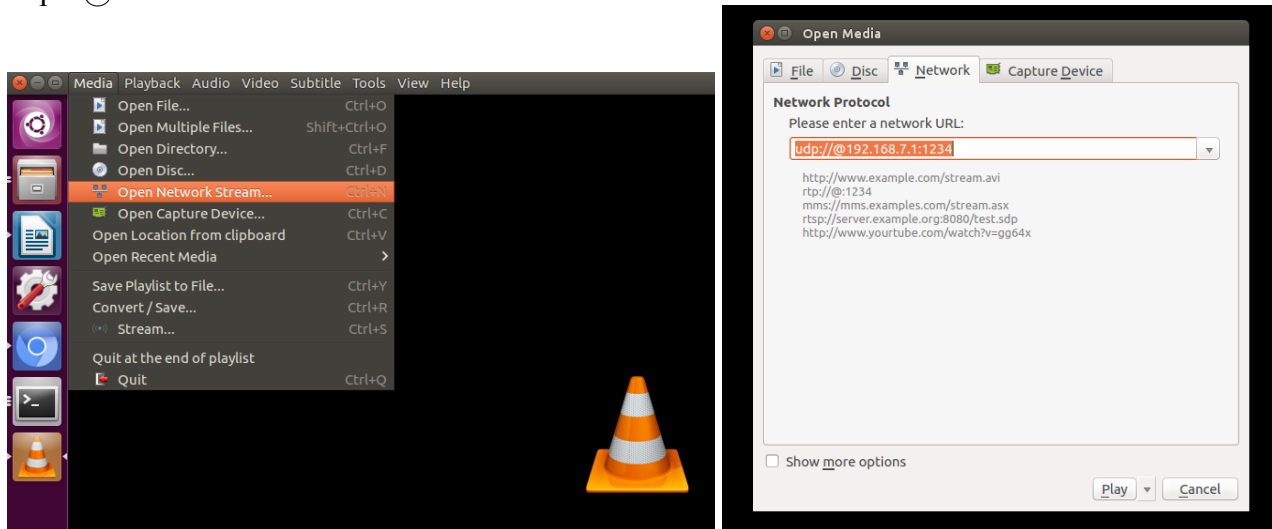 Media Playback Audio Video Subtitle Tools View Help
Open File... Ctrl+O
Open Multiple Files... Shift+Ctrl+O
Open Directory... Ctrl+F
Open Disc... Ctrl+D
Open Network Stream... Ctrl+N
Open Capture Device... Ctrl+C
Open Location from clipboard Ctrl+V
Open Recent Media >
Save Playlist to File... Ctrl+Y
Convert / Save... Ctrl+R
Stream... Ctrl+S
Quit at the end of playlist
Quit Ctrl+Q
>_
Open Media
File Disc Network Capture Device
Network Protocol
Please enter a network URL:
udp://@192.168.7.1:1234
http://www.example.com/stream.avi
rtp://@:1234
mms://mms.examples.com/stream.asx
rtsp://server.example.org:8080/test.sdp
http://www.yourtube.com/watch?v=gg64x
Show more options
Play Cancel